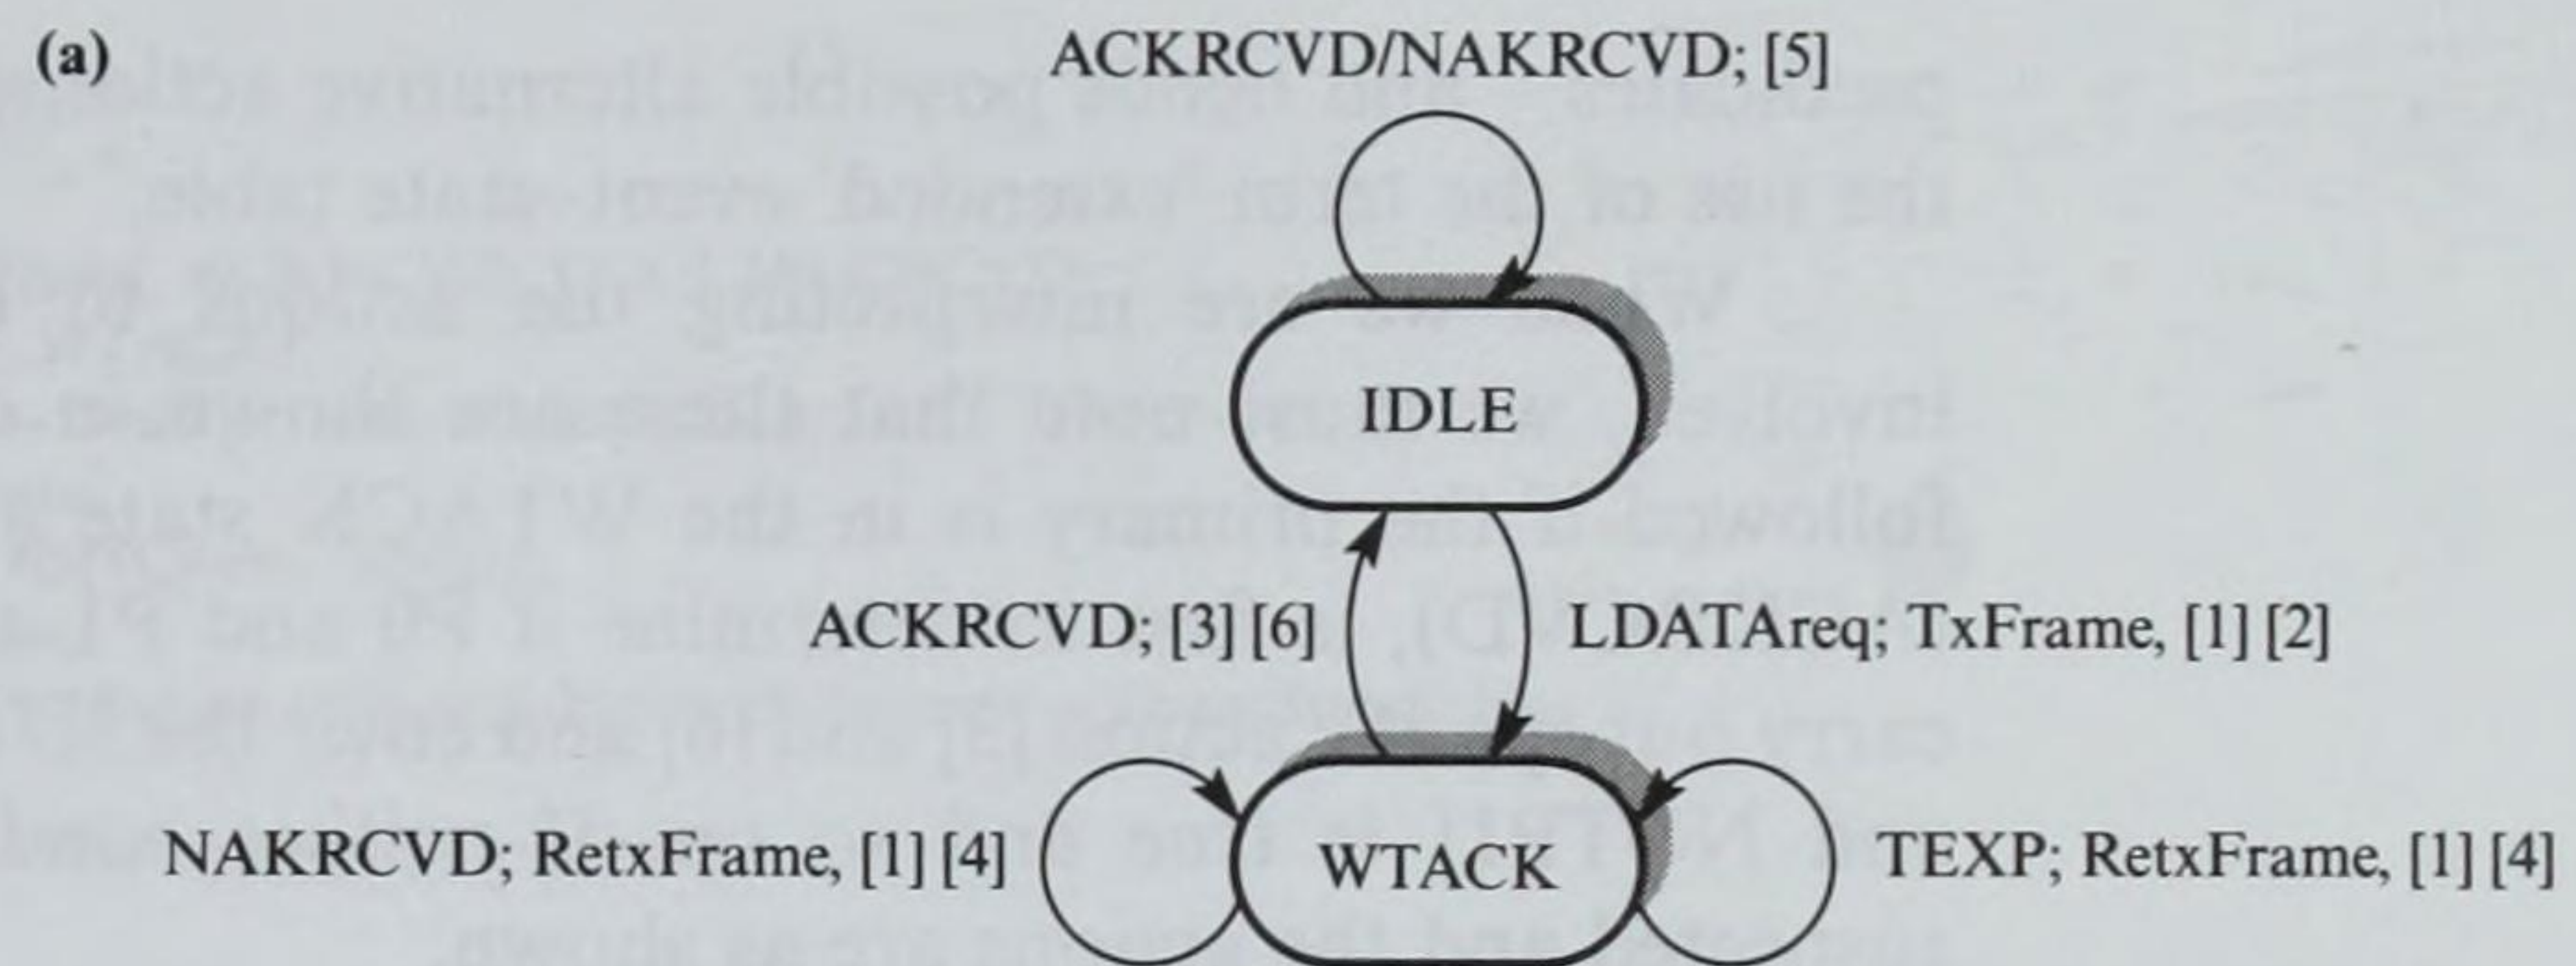 (a)
ACKRCVD/NAKRCVD; [5]
IDLE
ACKRCVD; [3] [6]
LDATAreq; TxFrame, [1] [2]
NAKRCVD; RetxFrame, [1] [4]
WTACK
TEXP; RetxFrame, [1] [4]